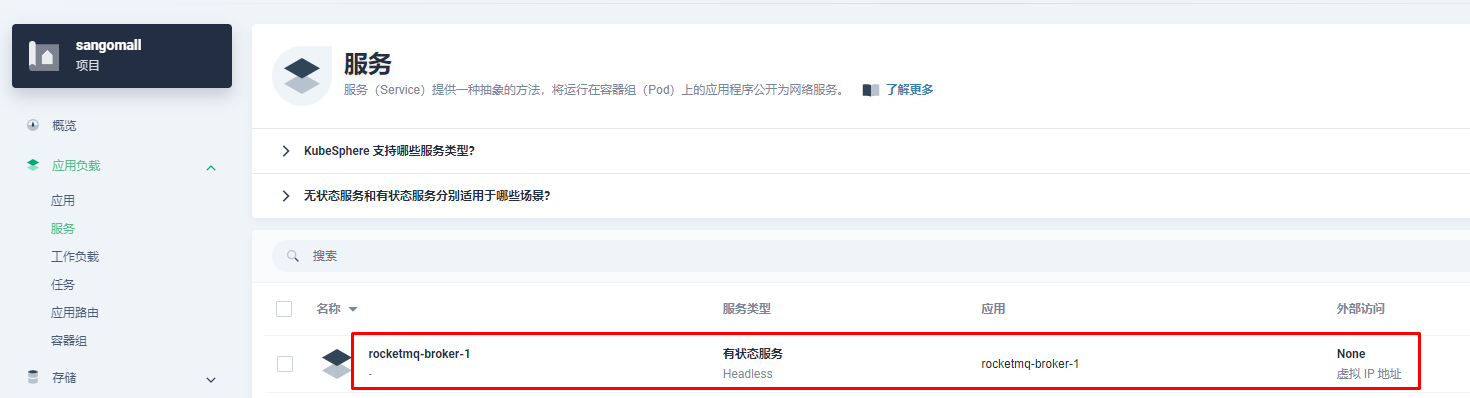 sangomall
项目
概览
应用负载
应用
服务
工作负载
任务
应用路由
容器组
存储
服务
服务（Service）提供一种抽象的方法，将运行在容器组（Pod）上的应用程序公开为网络服务。 了解更多
KubeSphere 支持哪些服务类型?
无状态服务和有状态服务分别适用于哪些场景?
搜索
名称 服务类型 应用 外部访问
rocketmq-broker-1 有状态服务 rocketmq-broker-1 None
- Headless 虚拟 IP 地址